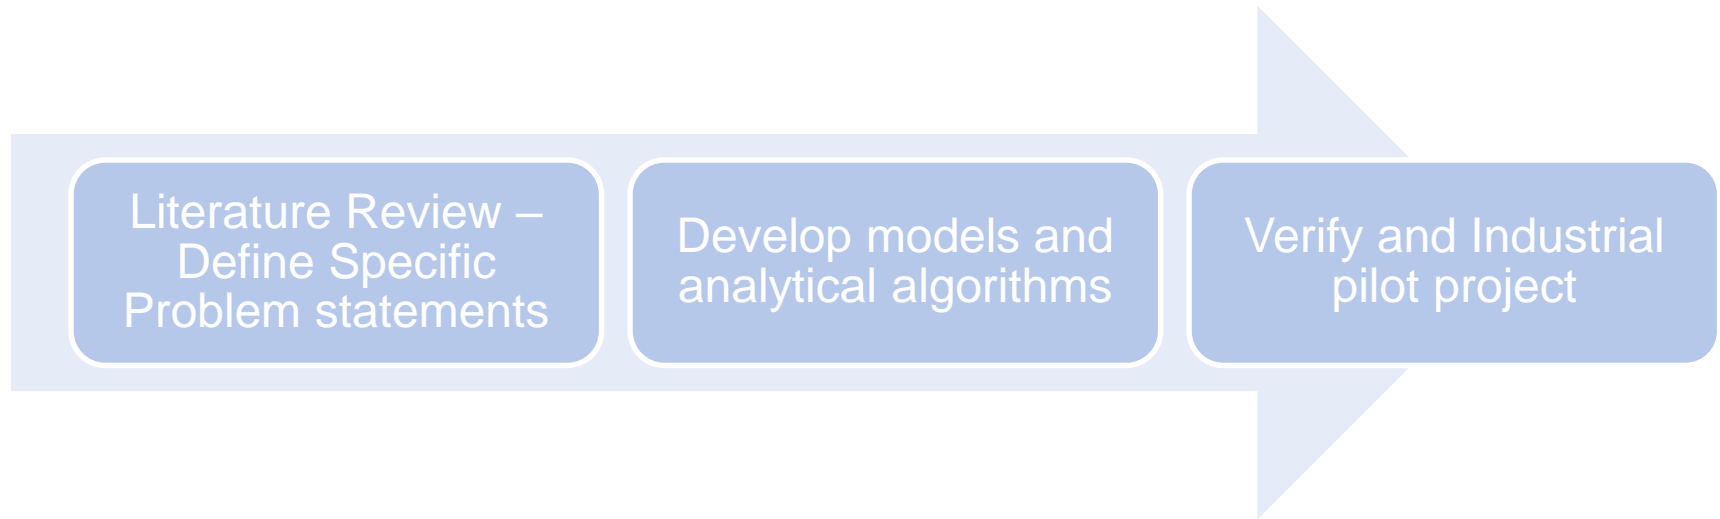 Literature Review –
Define Specific
Problem statements
Develop models and
analytical algorithms
Verify and Industrial
pilot project